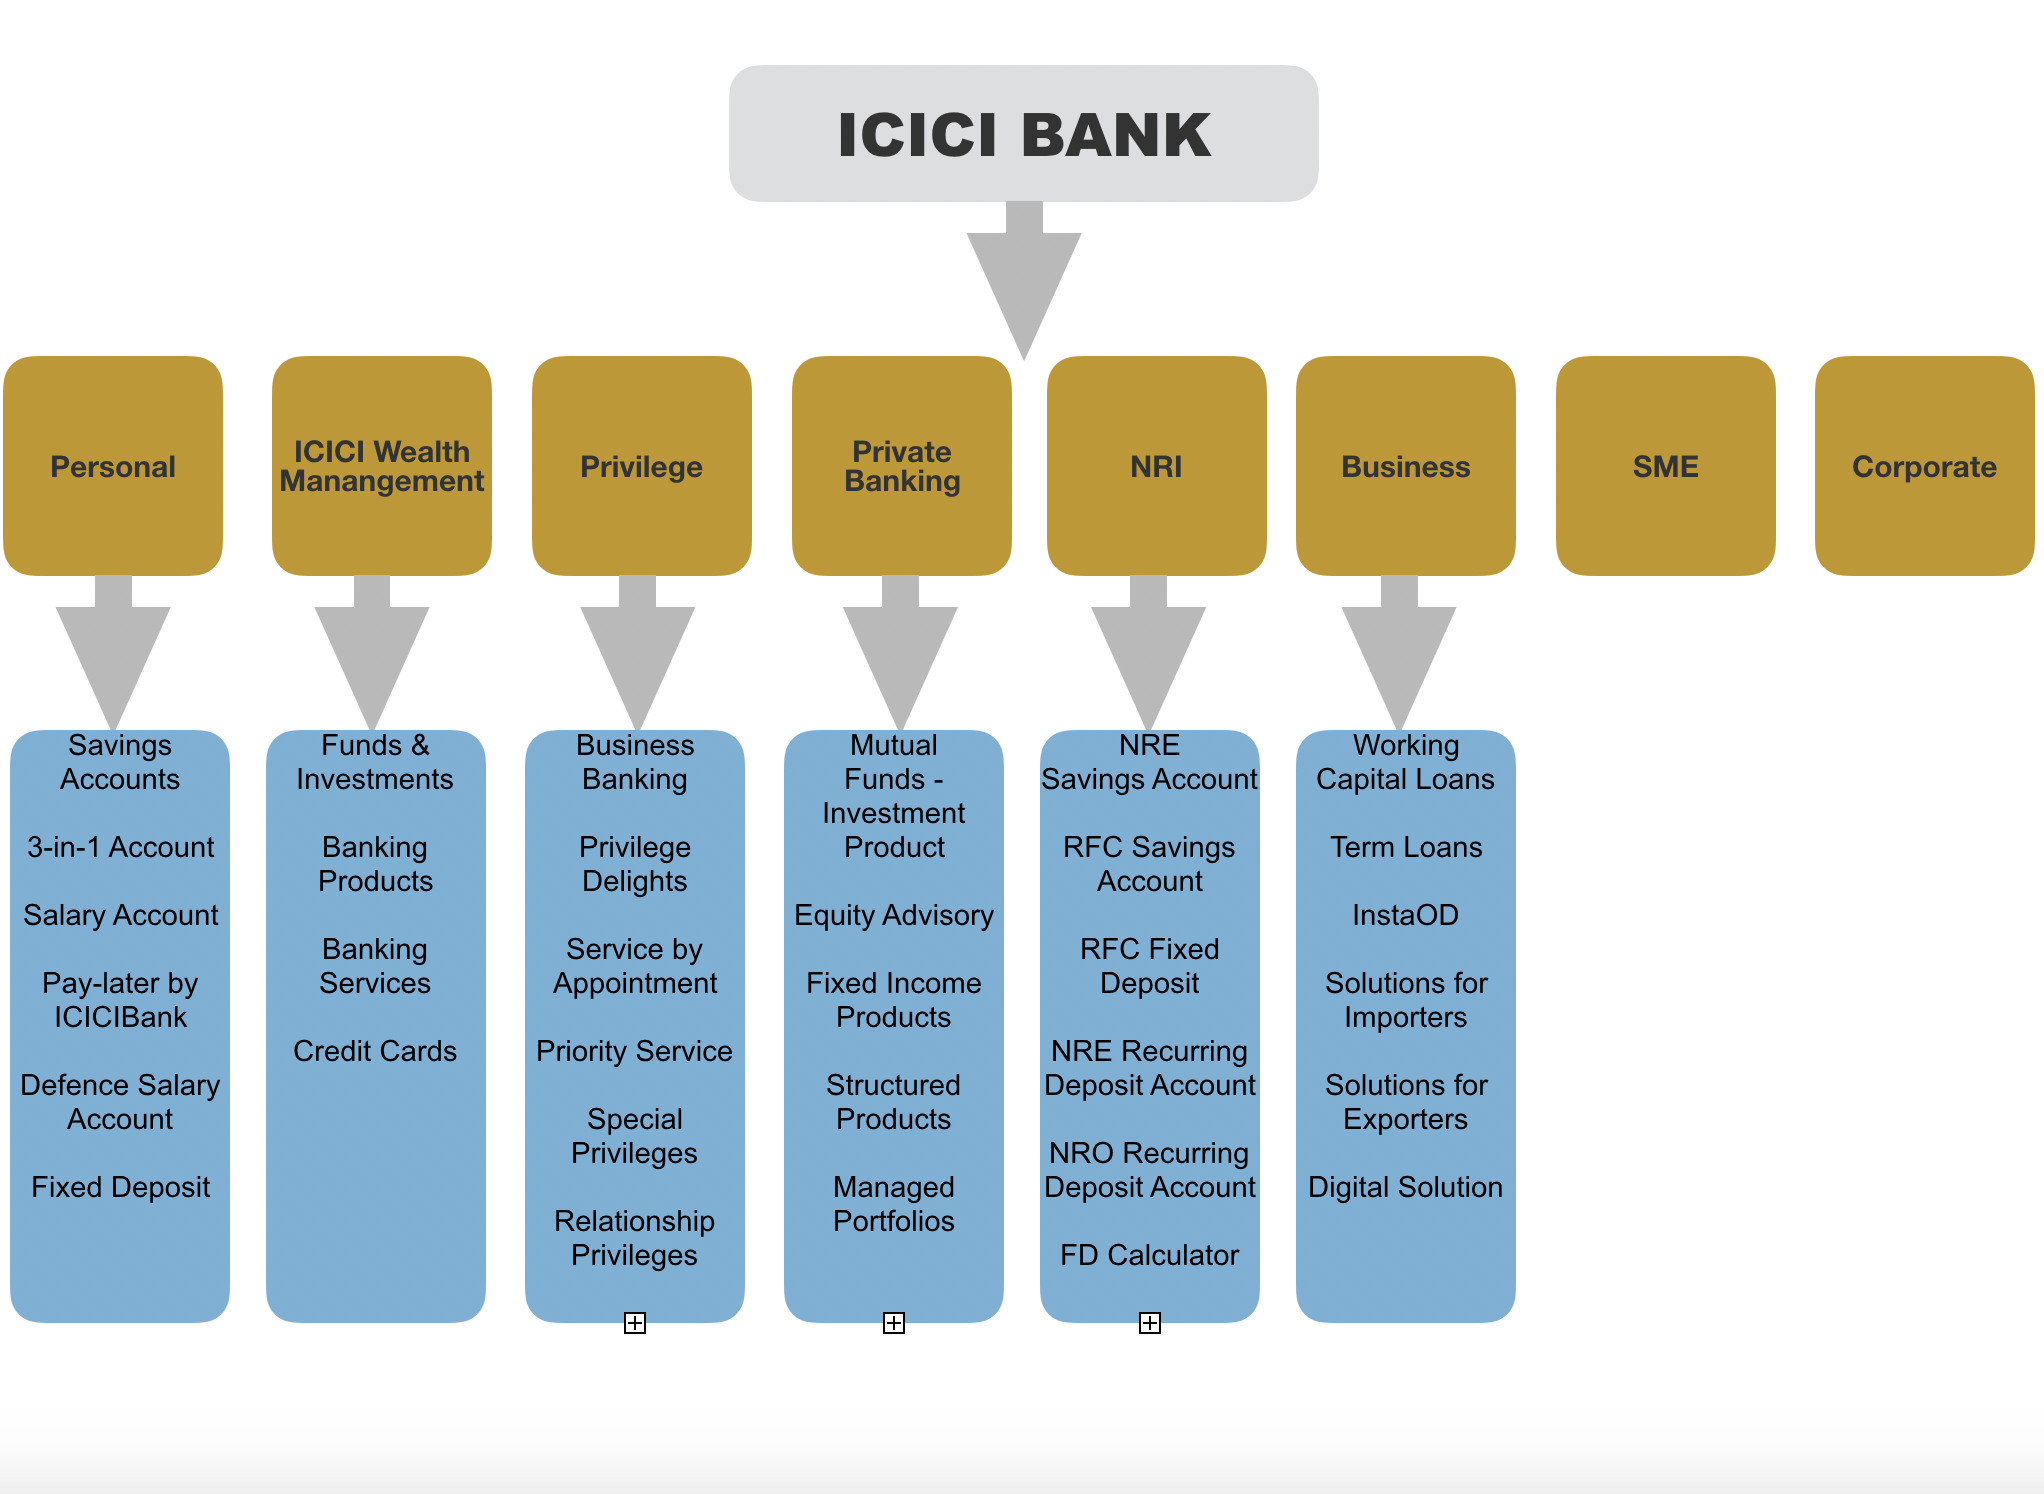 ICICI BANK
Personal
ICICI Wealth
Manangement
Privilege
Private
Banking
NRI
Business
SME
Corporate
Savings
Accounts
3-in-1 Account
Salary Account
Pay-later by
ICICIBank
Defence Salary
Account
Fixed Deposit
Funds &
Investments
Banking
Products
Banking
Services
Credit Cards
Business
Banking
Privilege
Delights
Service by
Appointment
Priority Service
Special
Privileges
Relationship
Privileges
Mutual
Funds -
Investment
Product
Equity Advisory
Fixed Income
Products
Structured
Products
Managed
Portfolios
NRE
Savings Account
RFC Savings
Account
RFC Fixed
Deposit
NRE Recurring
Deposit Account
NRO Recurring
Deposit Account
FD Calculator
Working
Capital Loans
Term Loans
InstaOD
Solutions for
Importers
Solutions for
Exporters
Digital Solution